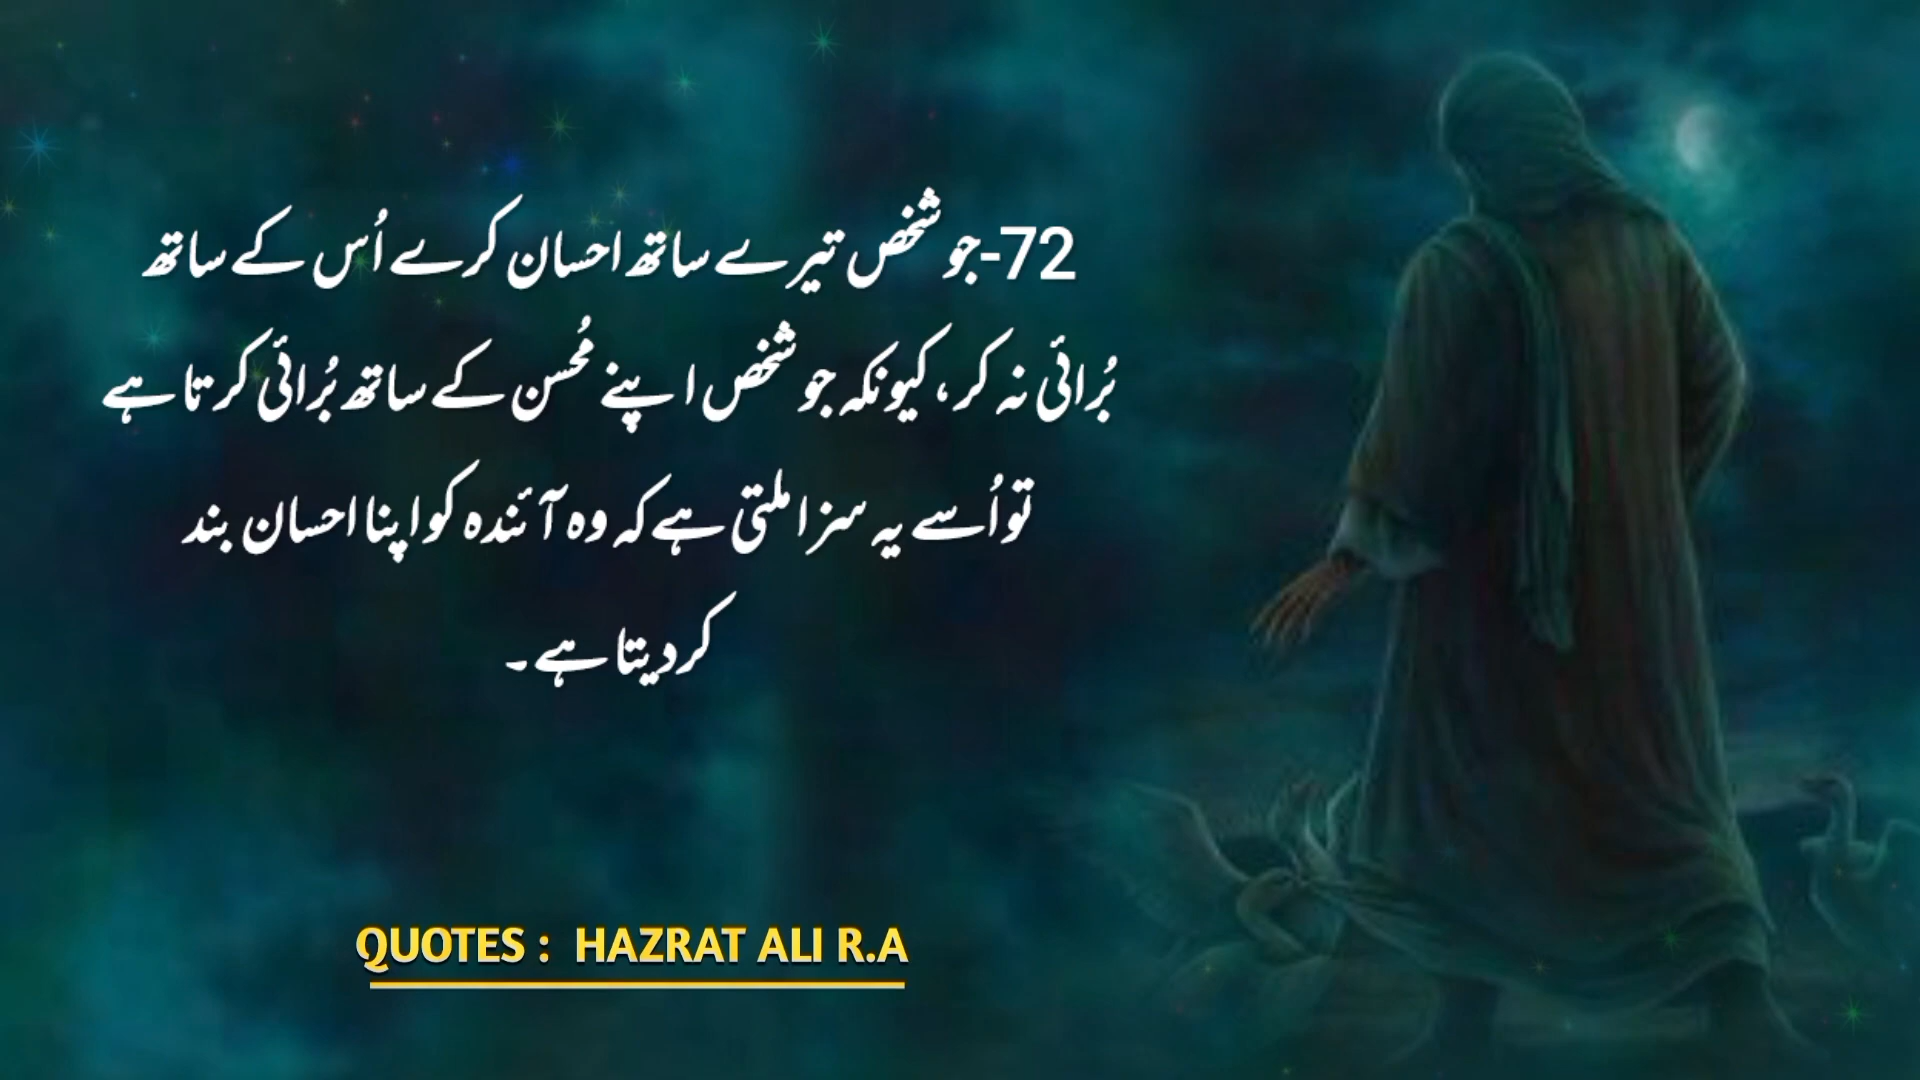 72-جو شخص تیرے ساتھ احسان کرے اُس کے ساتھ
بُرائی نہ کر، کیونکہ جو شخص اپنے مُحسن کے ساتھ بُرائی کرتا ہے
تو اُسے یہ سزا ملتی ہے کہ وہ آئندہ کو اپنا احسان بند
کر دیتا ہے۔
QUOTES : HAZRAT ALI R.A